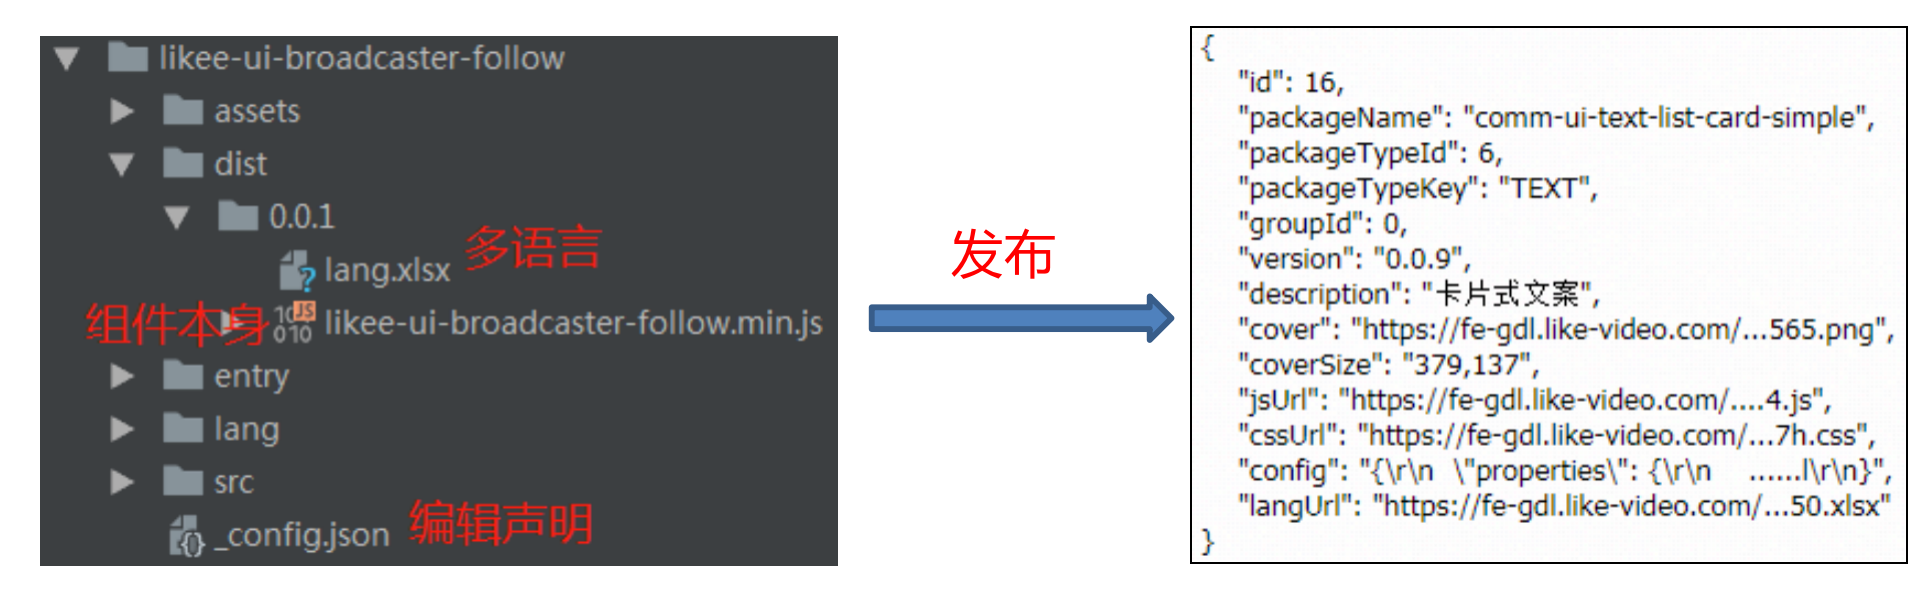 likee-ui-broadcaster-follow
assets
dist
0.0.1
lang.xlsx 多语言
组件本身 likee-ui-broadcaster-follow.min.js
entry
lang
src
_config.json 编辑声明
发布
{
"id": 16,
"packageName": "comm-ui-text-list-card-simple",
"packageTypeId": 6,
"packageTypeKey": "TEXT",
"groupId": 0,
"version": "0.0.9",
"description": "卡片式文案",
"cover": "https://fe-gdl.like-video.com/...565.png",
"coverSize": "379,137",
"jsUrl": "https://fe-gdl.like-video.com/....4.js",
"cssUrl": "https://fe-gdl.like-video.com/...7h.css",
"config": "{\r\n  \"properties\": {\r\n    ......l\r\n}",
"langUrl": "https://fe-gdl.like-video.com/...50.xlsx"
}